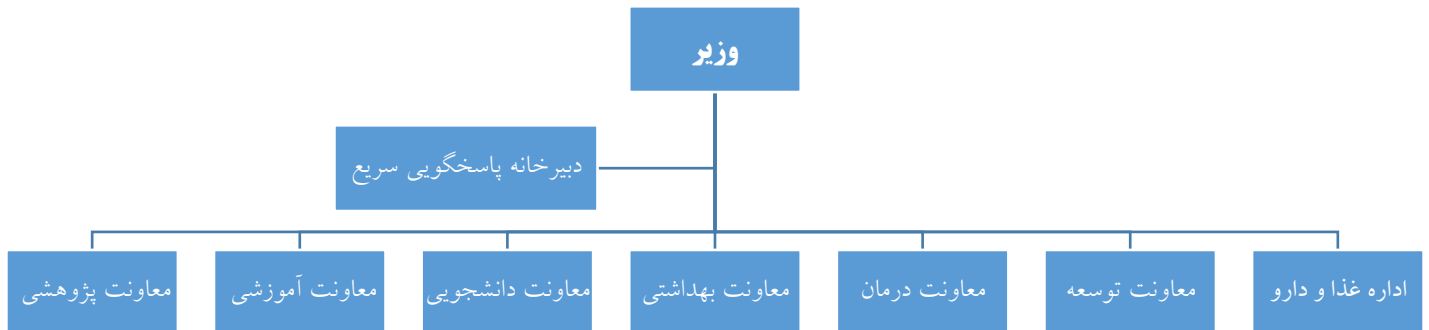 وزیر
دبیرخانه پاسخگویی سریع
اداره غذا و دارو
معاونت توسعه
معاونت درمان
معاونت بهداشتی
معاونت دانشجویی
معاونت آموزشی
معاونت پژوهشی